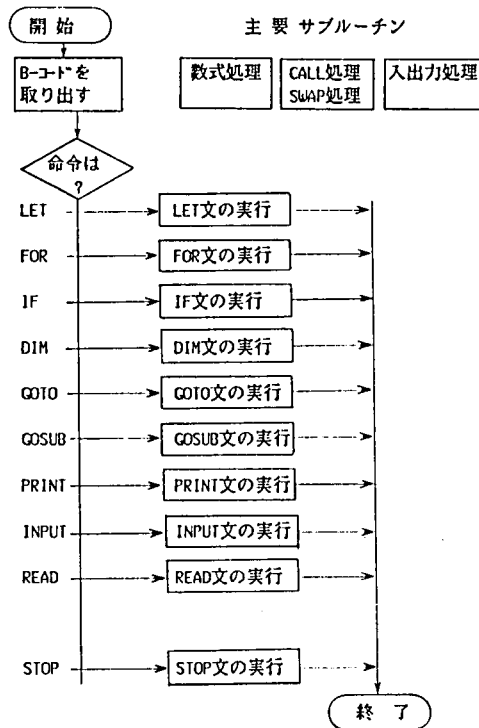 開始
主要サブルーチン
B-コードを
取り出す
数式処理
CALL処理
SWAP処理
入出力処理
命令は
?
LET
LET文の実行
FOR
FOR文の実行
IF
IF文の実行
DIM
DIM文の実行
GOTO
GOTO文の実行
GOSUB
GOSUB文の実行
PRINT
PRINT文の実行
INPUT
INPUT文の実行
READ
READ文の実行
STOP
STOP文の実行
終了